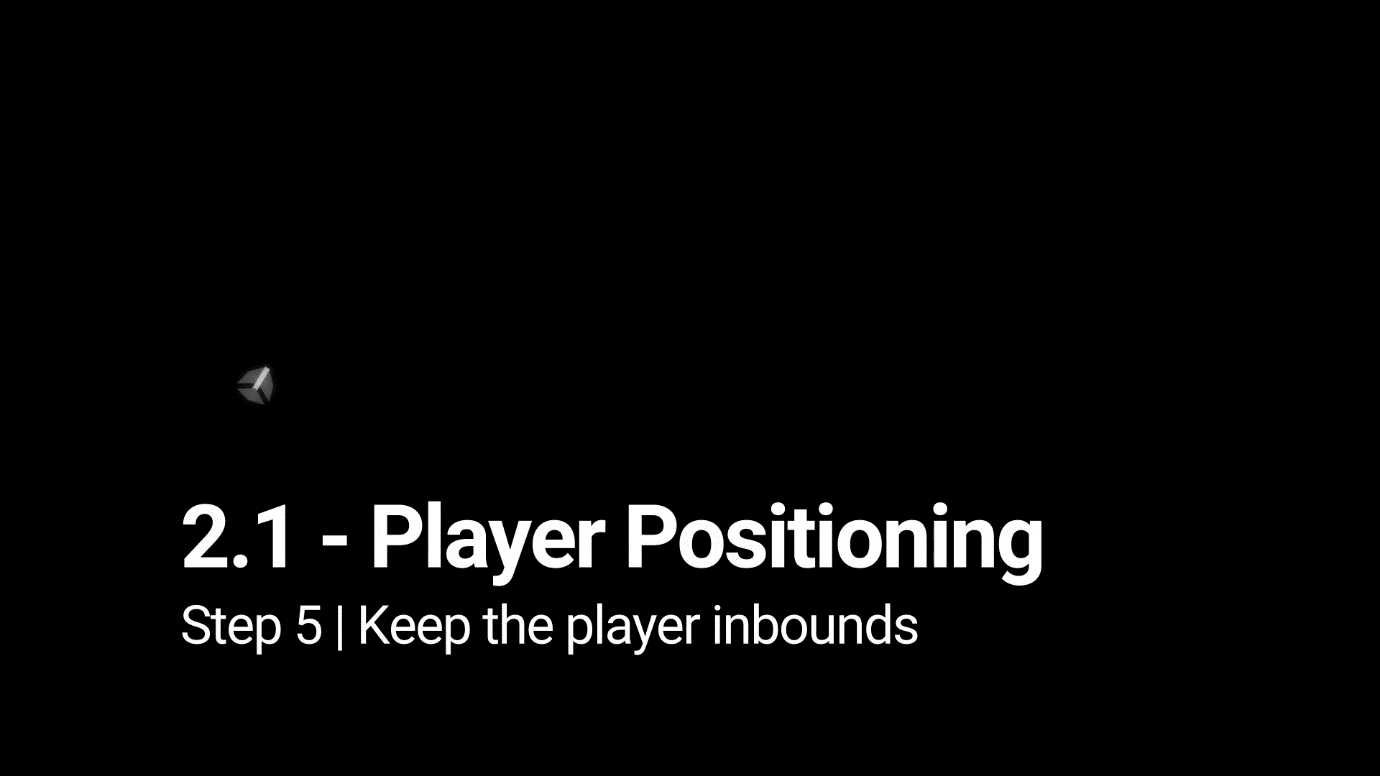 2.1 - Player Positioning
Step 5 | Keep the player inbounds